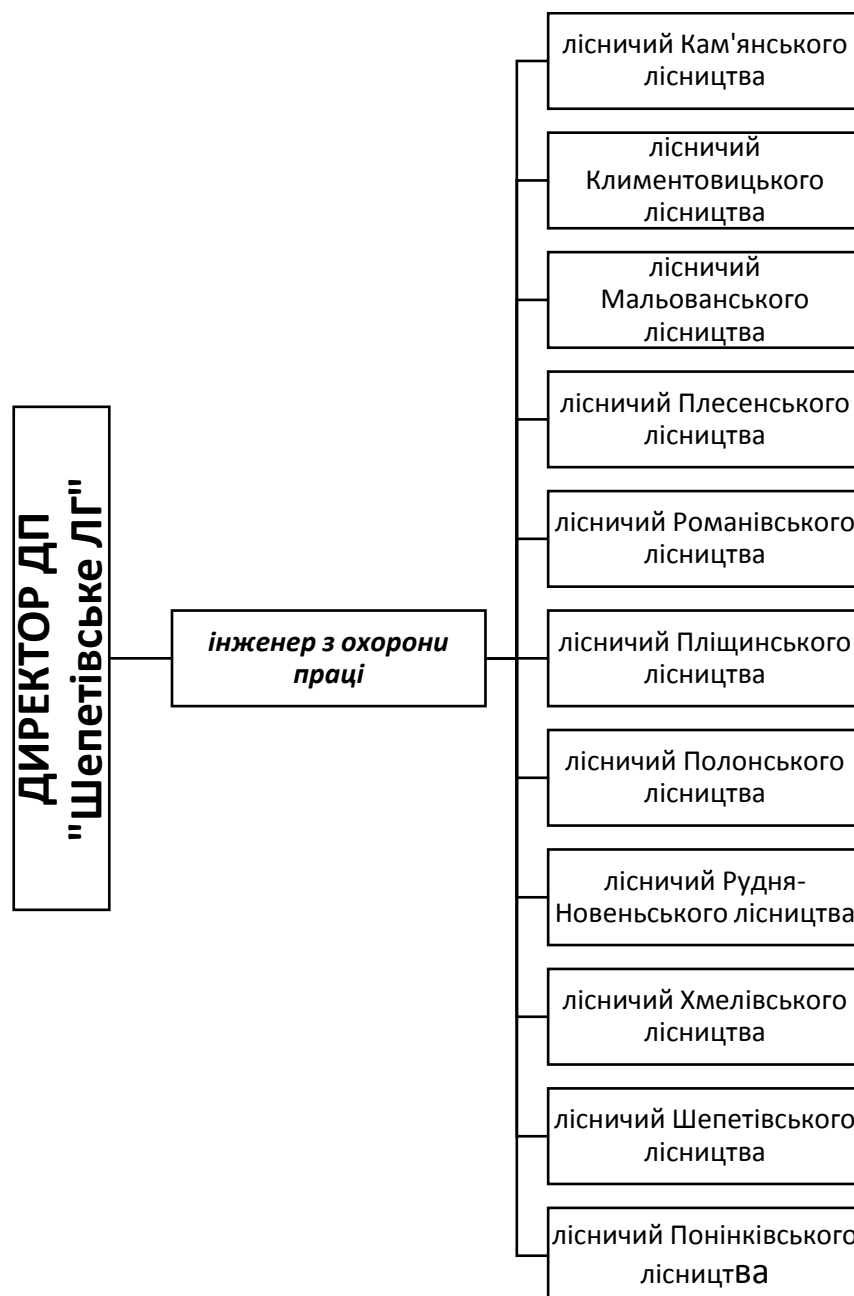 ДИРЕКТОР ДП
"Шепетівське ЛГ"
інженер з охорони
праці
лісничий Кам'янського
лісництва
лісничий
Климентовицького
лісництва
лісничий
Мальованського
лісництва
лісничий Плесенського
лісництва
лісничий Романівського
лісництва
лісничий Пліщинського
лісництва
лісничий Полонського
лісництва
лісничий Рудня-
Новеньського лісництва
лісничий Хмелівського
лісництва
лісничий Шепетівського
лісництва
лісничий Понінківського
лісництва